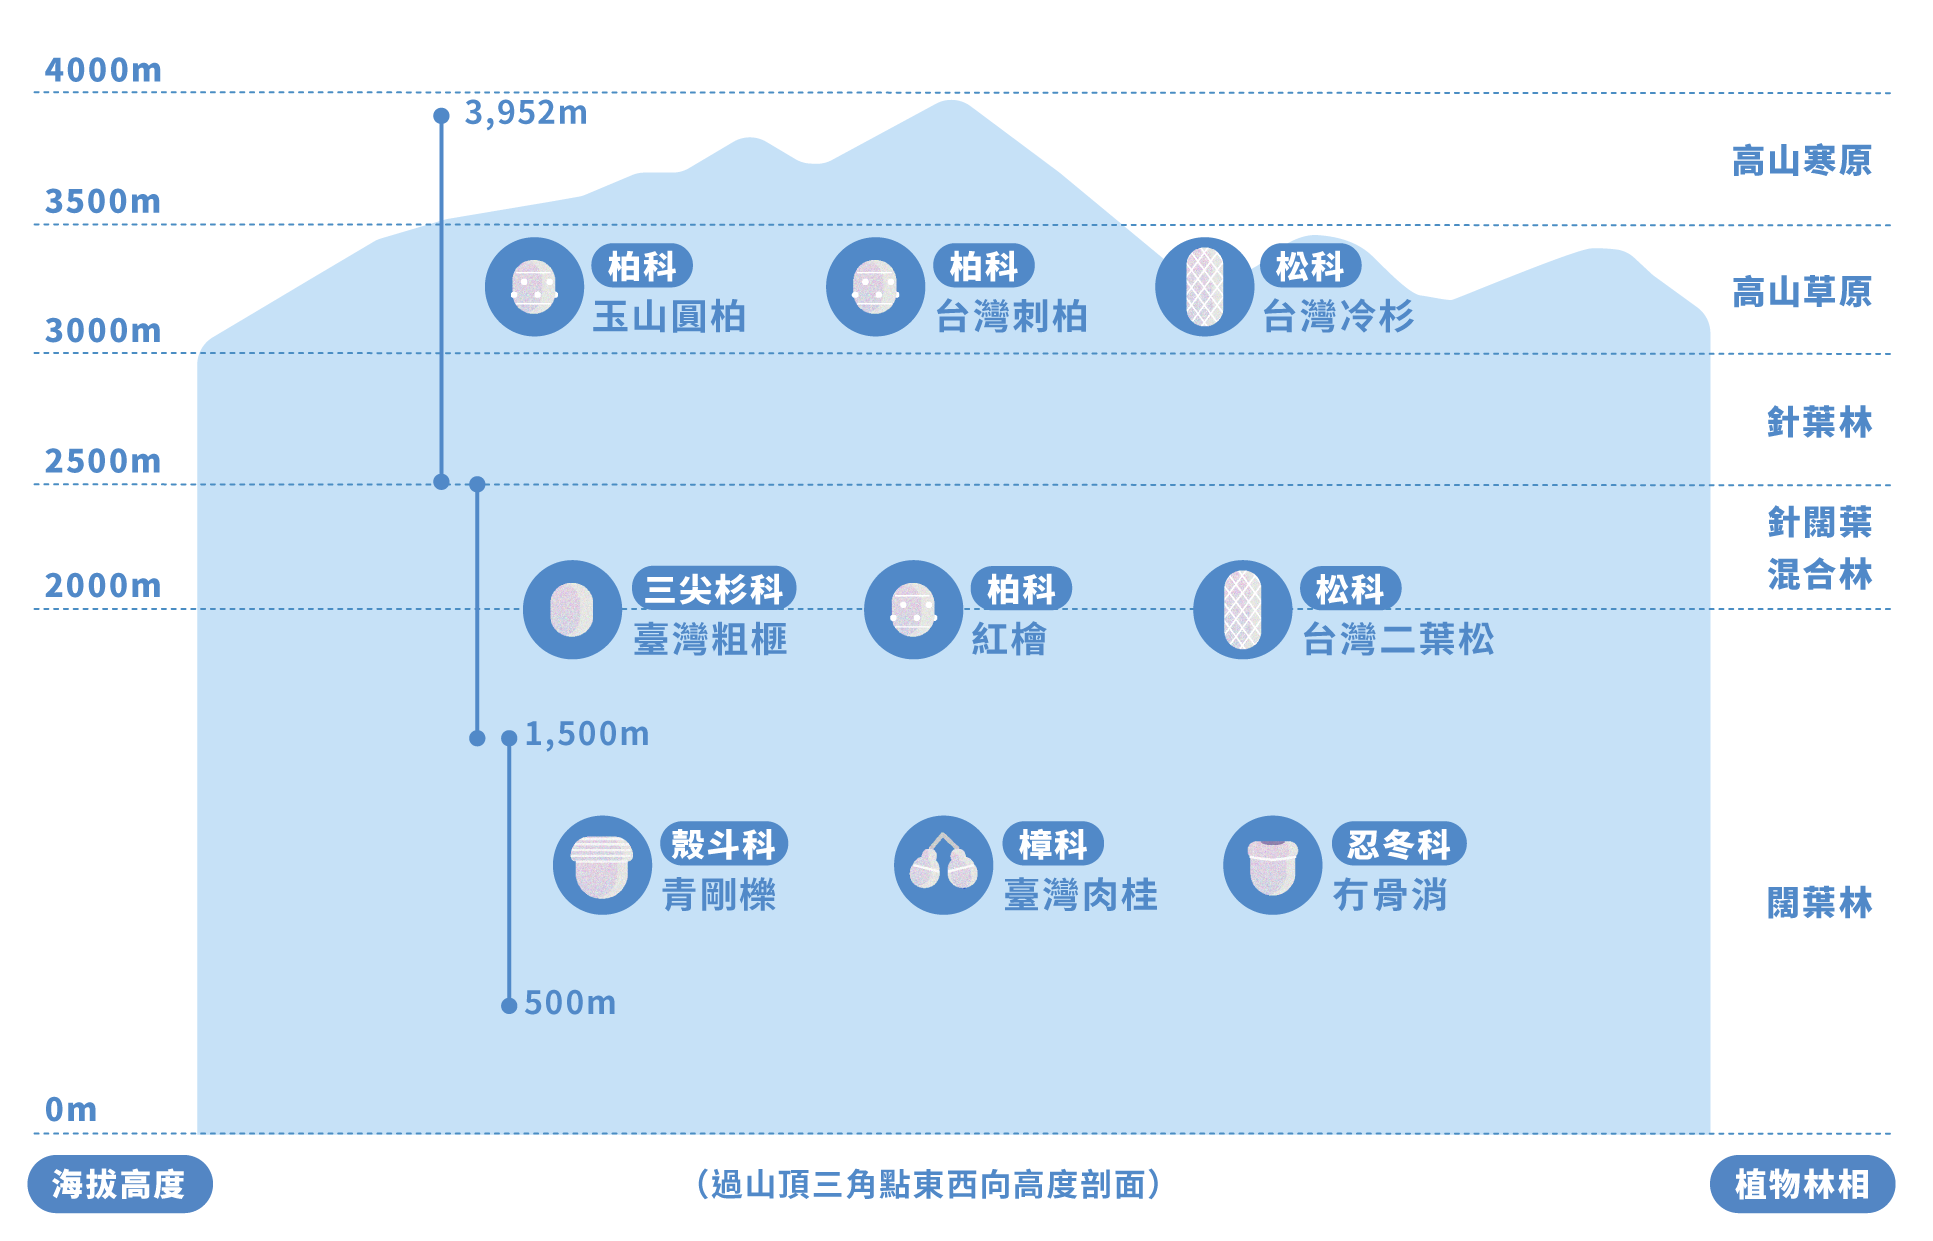 4000m
3,952m
高山寒原
3500m
柏科
玉山圓柏
柏科
台灣刺柏
松科
台灣冷杉
高山草原
3000m
針葉林
2500m
針闊葉
混合林
2000m
三尖杉科
臺灣粗榧
柏科
紅檜
松科
台灣二葉松
1,500m
殼斗科
青剛櫟
樟科
臺灣肉桂
忍冬科
冇骨消
闊葉林
500m
0m
海拔高度
（過山頂三角點東西向高度剖面）
植物林相